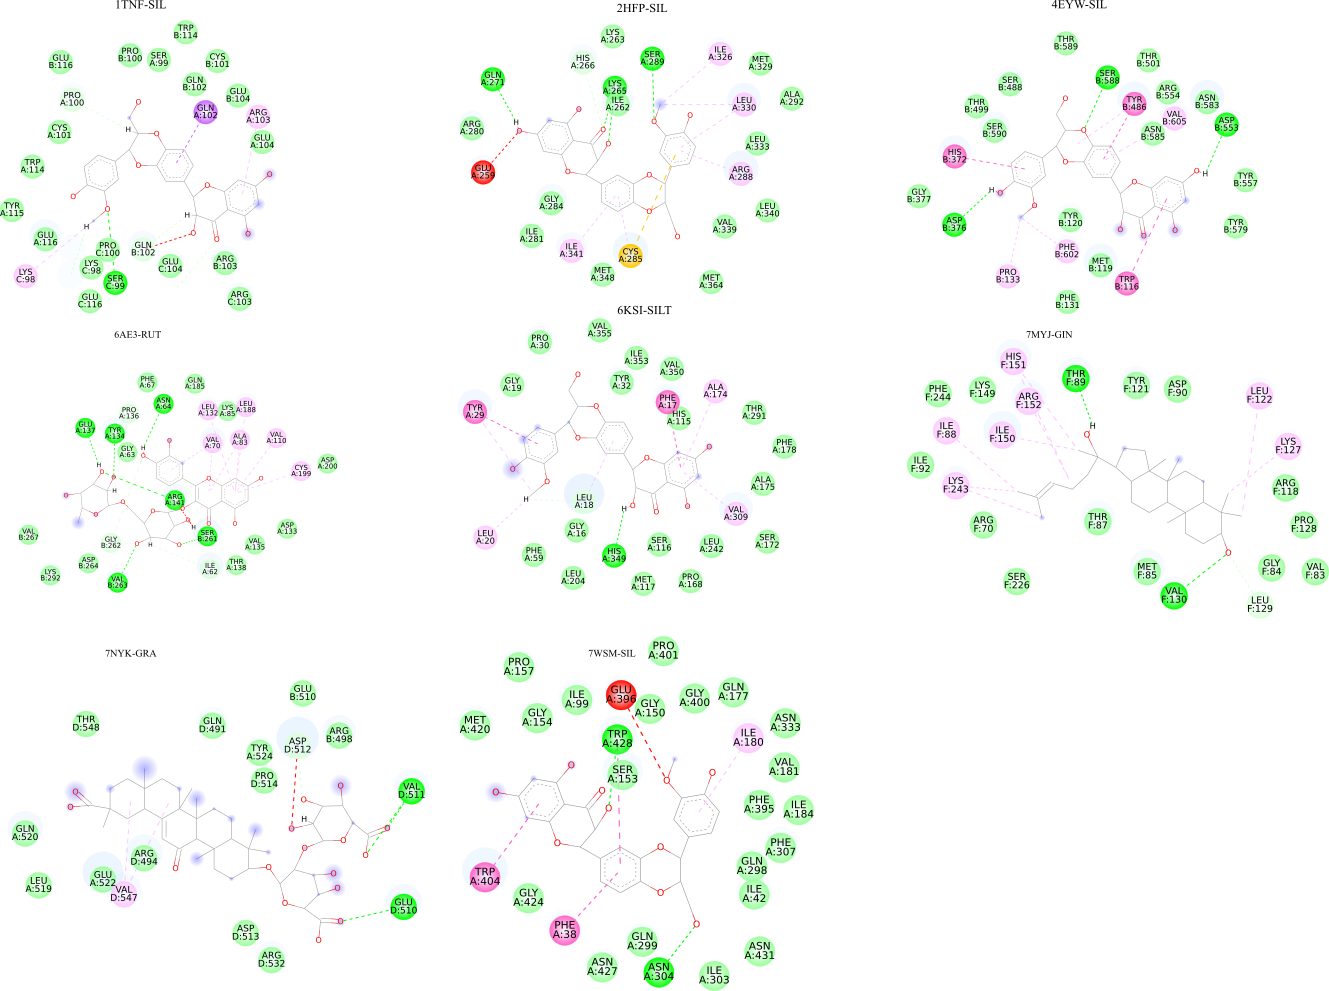 1TNF-SIL
TRP
B:114
GLU
B:116
PRO
B:100
SER
A:99
CYS
B:101
GLN
B:102
GLU
B:104
PRO
A:100
GLN
A:102
ARG
A:103
CYS
A:101
GLU
A:104
H
TRP
A:114
TYR
A:115
H
H
GLU
A:116
PRO
C:100
GLN
B:102
LYS
C:98
LYS
C:98
GLU
C:104
ARG
B:103
SER
C:99
GLU
C:116
ARG
C:103
2HFP-SIL
LYS
A:263
HIS
A:266
SER
A:289
ILE
A:326
MET
A:329
GLN
A:271
LYS
A:265
ILE
A:262
LEU
A:330
ALA
A:292
ARG
A:280
H
LEU
A:333
GLU
A:259
ARG
A:288
GLY
A:284
LEU
A:340
ILE
A:281
ILE
A:341
CYS
A:285
VAL
A:339
MET
A:348
MET
A:364
4EYW-SIL
THR
B:589
THR
B:501
SER
B:488
SER
B:588
ARG
B:554
ASN
B:583
THR
B:499
TYR
B:486
VAL
B:605
ASP
B:553
SER
B:590
ASN
B:585
HIS
B:372
H
H
TYR
B:557
GLY
B:377
ASP
B:376
TYR
B:120
TYR
B:579
PHE
B:602
MET
B:119
PRO
B:133
TRP
B:116
PHE
B:131
6AE3-RUT
PHE
A:67
GLN
A:185
PRO
A:136
ASN
A:64
LEU
A:132
LYS
A:85
LEU
A:188
GLU
A:137
TYR
A:134
GLY
A:63
H
VAL
A:70
ALA
A:83
VAL
A:110
H
CYS
A:199
ASP
A:200
H
ARG
A:141
H
SER
B:261
VAL
B:267
GLY
B:262
H
ASP
A:133
VAL
A:135
LYS
B:292
ASP
B:264
VAL
B:263
ILE
A:62
THR
A:138
6KSI-SILT
PRO
A:30
VAL
A:355
ILE
A:353
GLY
A:19
TYR
A:32
VAL
A:350
ALA
A:174
TYR
A:29
PHE
A:17
HIS
A:115
THR
A:291
PHE
A:178
H
LEU
A:18
H
ALA
A:175
VAL
A:309
LEU
A:20
GLY
A:16
PHE
A:59
HIS
A:349
SER
A:116
LEU
A:242
SER
A:172
LEU
A:204
MET
A:117
PRO
A:168
7MYJ-GIN
HIS
F:151
THR
F:89
TYR
F:121
ASP
F:90
PHE
F:244
LYS
F:149
ARG
F:152
LEU
F:122
ILE
F:88
ILE
F:150
H
LYS
F:127
ILE
F:92
LYS
F:243
ARG
F:118
ARG
F:70
THR
F:87
PRO
F:128
SER
F:226
MET
F:85
VAL
F:130
GLY
F:84
VAL
F:83
LEU
F:129
7NYK-GRA
GLU
B:510
THR
D:548
GLN
D:491
ASP
D:512
ARG
B:498
TYR
A:524
PRO
D:514
VAL
D:511
H
GLN
A:520
ARG
D:494
LEU
A:519
GLU
A:522
VAL
D:547
GLU
D:510
ASP
D:513
ARG
D:532
7WSM-SIL
PRO
A:401
PRO
A:157
ILE
A:99
GLU
A:396
GLY
A:150
GLY
A:400
GLN
A:177
MET
A:420
GLY
A:154
TRP
A:428
ILE
A:180
ASN
A:333
SER
A:153
VAL
A:181
PHE
A:395
ILE
A:184
PHE
A:307
TRP
A:404
GLN
A:298
GLY
A:424
ILE
A:42
PHE
A:38
GLN
A:299
ASN
A:431
ASN
A:427
ASN
A:304
ILE
A:303